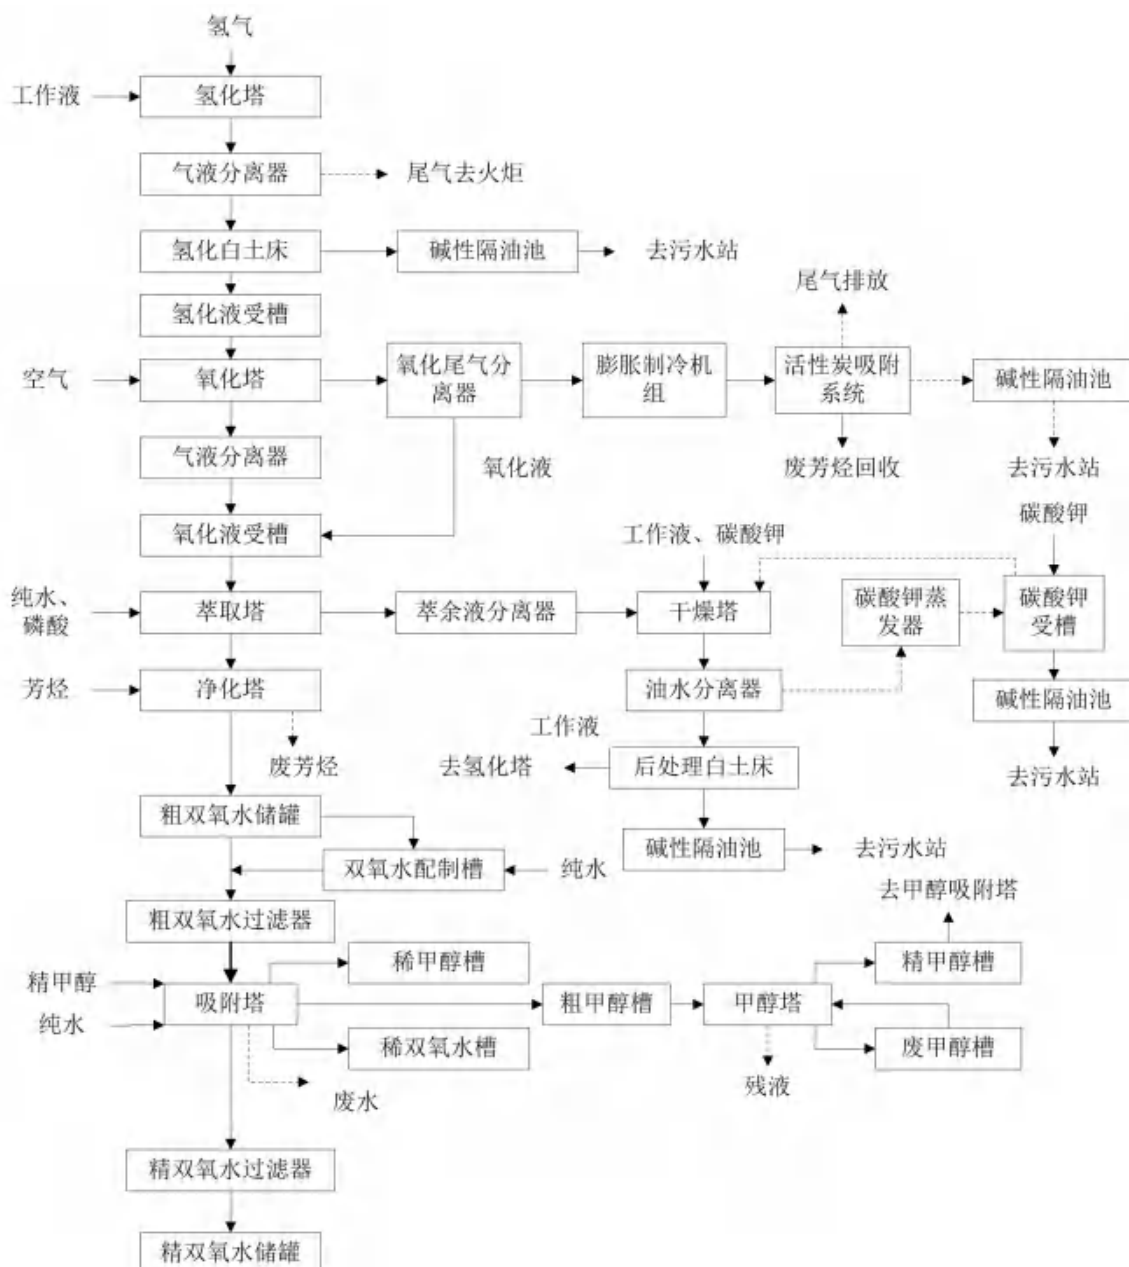 氢气
工作液
氢化塔
气液分离器
尾气去火炬
氢化白土床
碱性隔油池
去污水站
尾气排放
氢化液受槽
空气
氧化塔
氧化尾气分
离器
膨胀制冷机
组
活性炭吸附
系统
碱性隔油池
气液分离器
氧化液
废芳烃回收
去污水站
碳酸钾
氧化液受槽
工作液、碳酸钾
纯水、
磷酸
萃取塔
萃余液分离器
干燥塔
碳酸钾蒸
发器
碳酸钾
受槽
芳烃
净化塔
油水分离器
碱性隔油池
工作液
废芳烃
去氢化塔
后处理白土床
去污水站
粗双氧水储罐
碱性隔油池
去污水站
双氧水配制槽
纯水
去甲醇吸附塔
粗双氧水过滤器
稀甲醇槽
精甲醇槽
精甲醇
纯水
吸附塔
粗甲醇槽
甲醇塔
稀双氧水槽
废甲醇槽
废水
残液
精双氧水过滤器
精双氧水储罐